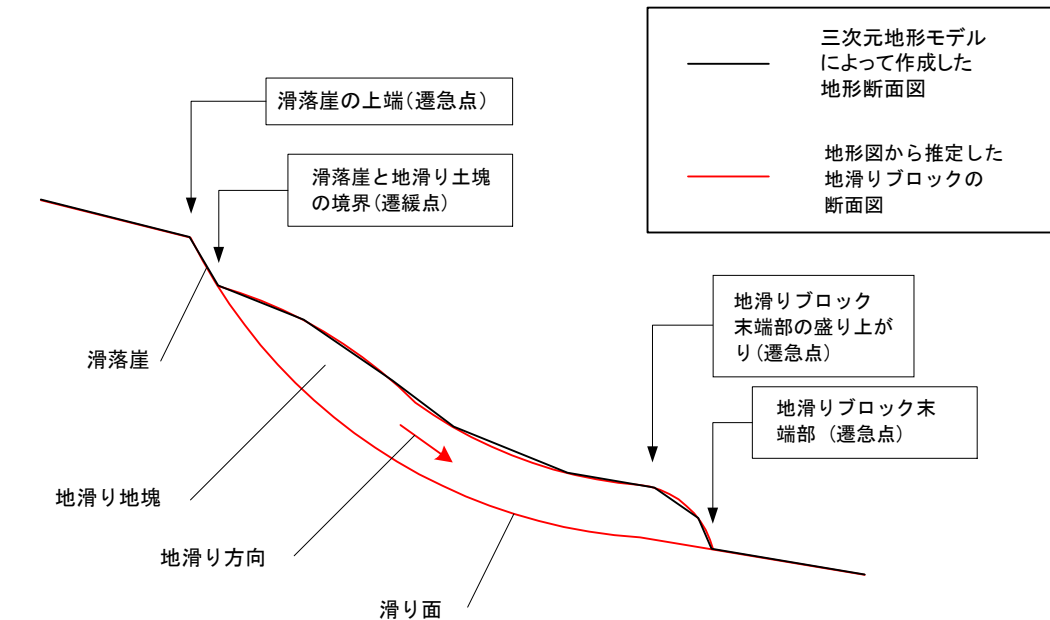 三次元地形モデル
によって作成した
地形断面図
地形図から推定した
地滑りブロックの
断面図
滑落崖の上端(遷急点)
滑落崖と地滑り土塊
の境界(遷緩点)
地滑りブロック
末端部の盛り上が
り(遷急点)
地滑りブロック末
端部 (遷急点)
滑落崖
地滑り地塊
地滑り方向
滑り面